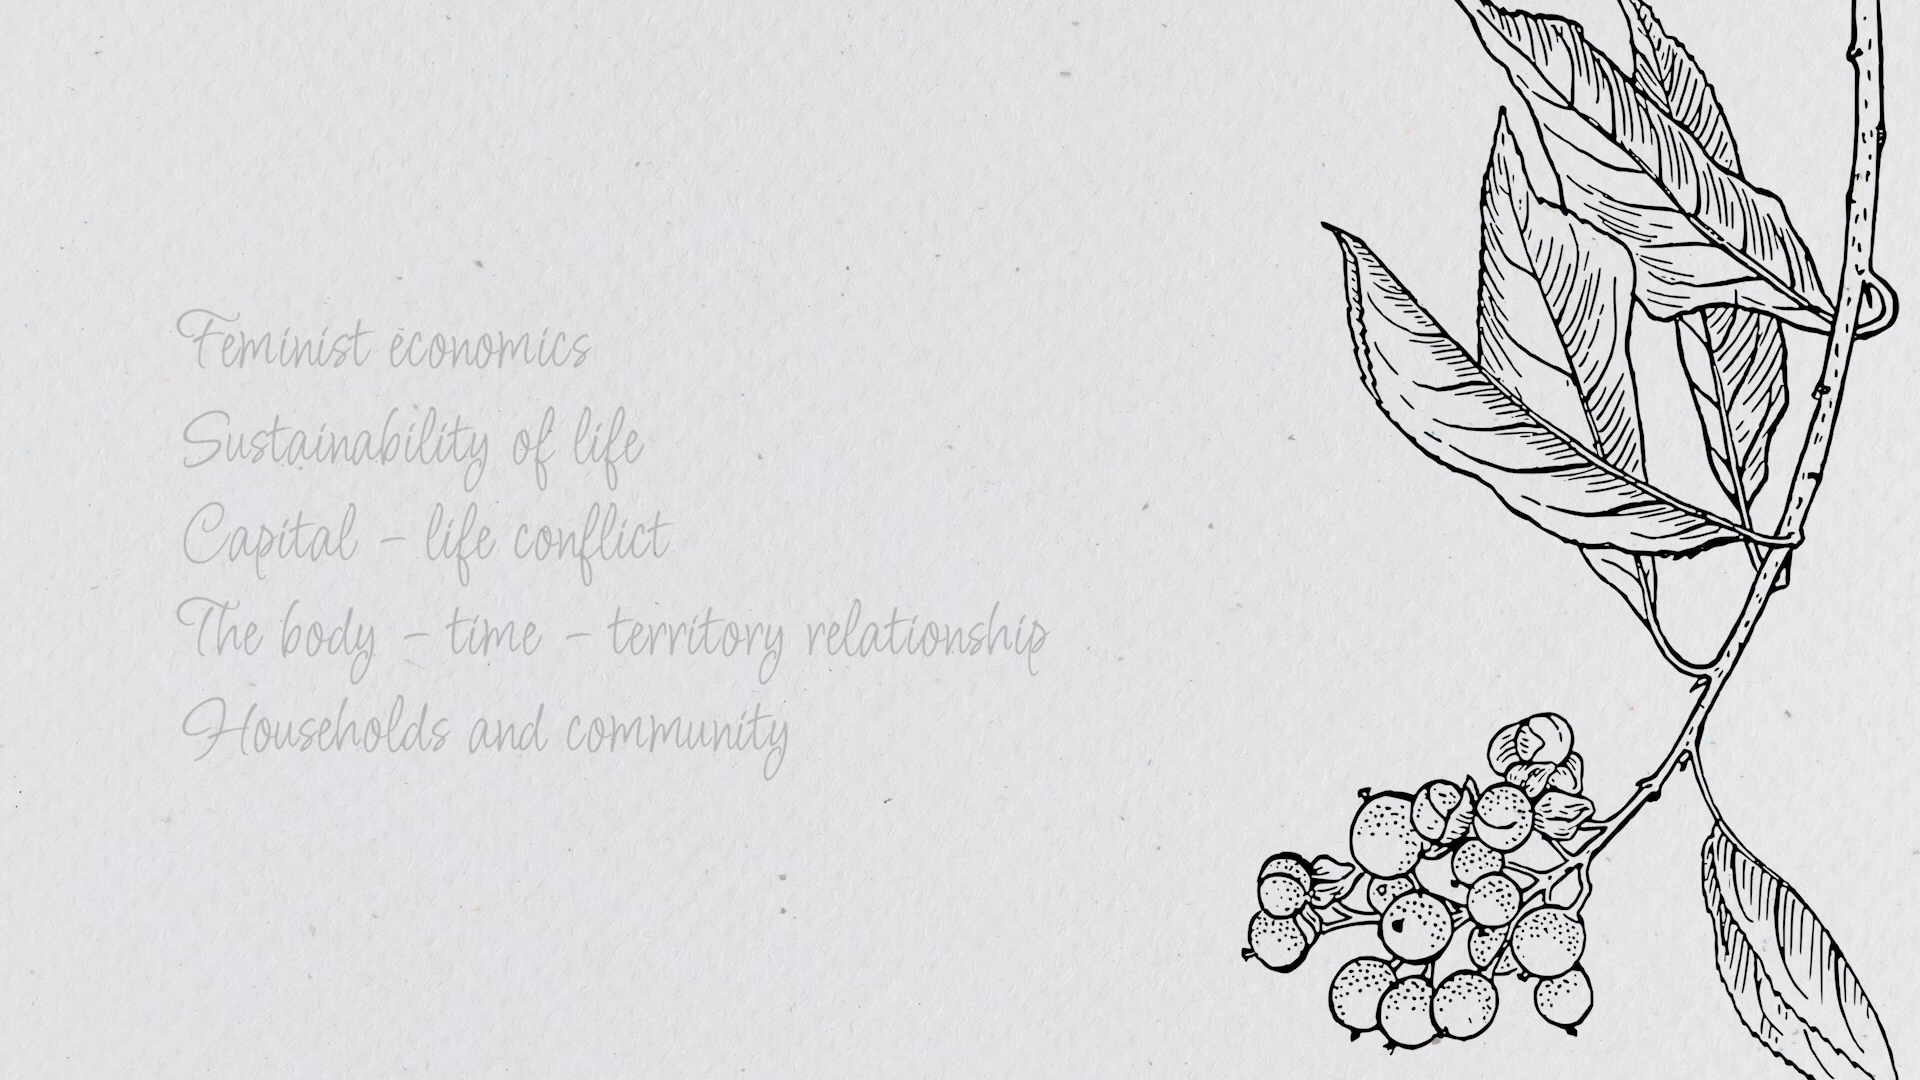 Feminist economics
Sustainability of life
Capital – life conflict
The body – time – territory relationship
Households and community